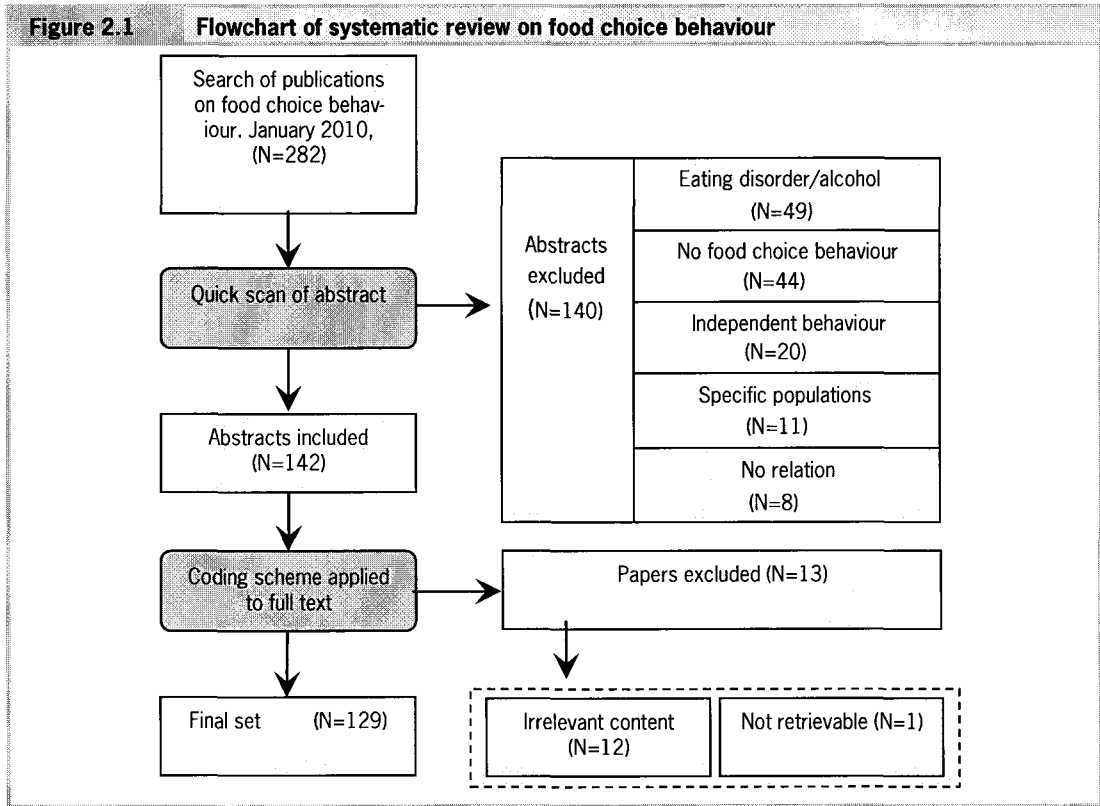 Figure 2.1 Flowchart of systematic review on food choice behaviour
Search of publications
on food choice behav-
iour. January 2010,
(N=282)
Quick scan of abstract
Abstracts
excluded
(N=140)
Eating disorder/alcohol
(N=49)
No food choice behaviour
(N=44)
Independent behaviour
(N=20)
Specific populations
(N=11)
No relation
(N=8)
Abstracts included
(N=142)
Coding scheme applied
to full text
Papers excluded (N=13)
Final set (N=129)
Irrelevant content
(N=12)
Not retrievable (N=1)